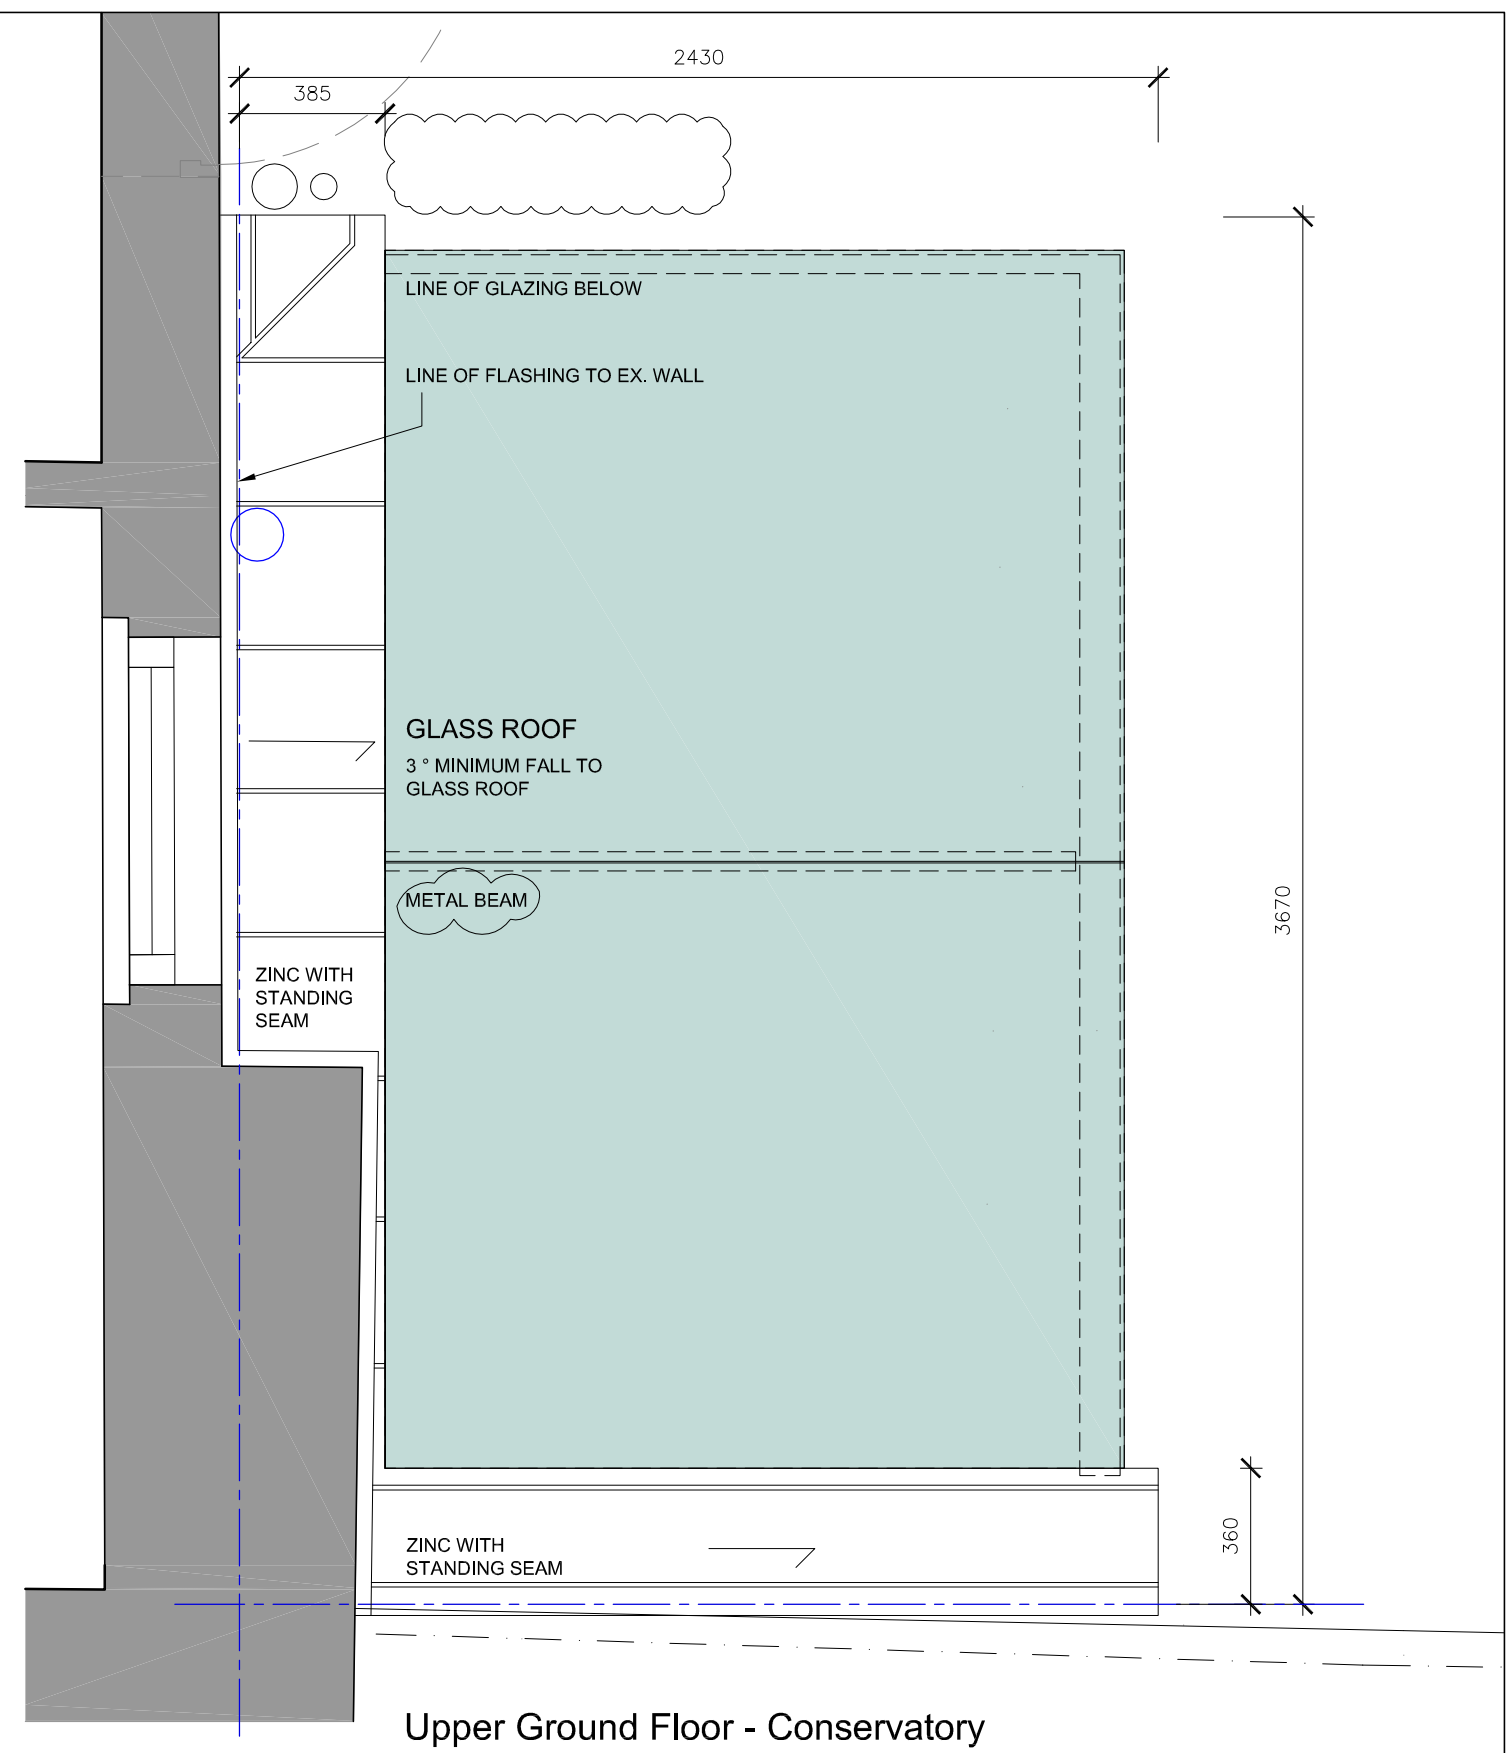 2430
385
LINE OF GLAZING BELOW
LINE OF FLASHING TO EX. WALL
GLASS ROOF
3 ° MINIMUM FALL TO
GLASS ROOF
METAL BEAM
3670
ZINC WITH
STANDING
SEAM
360
ZINC WITH
STANDING SEAM
Upper Ground Floor - Conservatory